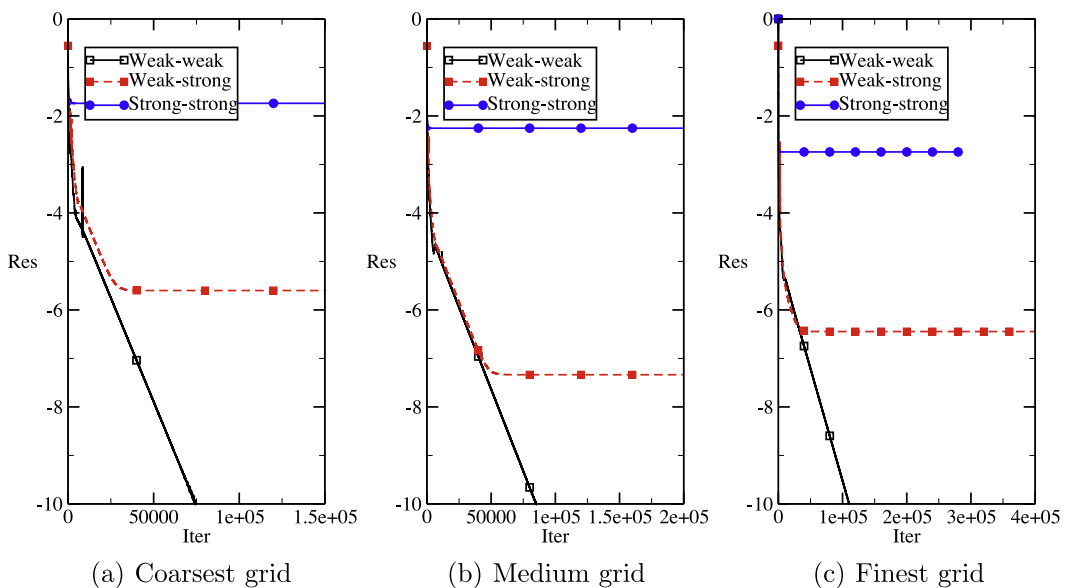 0
-2
-4
-6
-8
-10
Res
Weak-weak
Weak-strong
Strong-strong
0
50000
1e+05
1.5e+05
Iter
(a) Coarsest grid
0
-2
-4
-6
-8
-10
Res
Weak-weak
Weak-strong
Strong-strong
0
50000
1e+05
1.5e+05
2e+05
Iter
(b) Medium grid
0
-2
-4
-6
-8
-10
Res
Weak-weak
Weak-strong
Strong-strong
0
1e+05
2e+05
3e+05
4e+05
Iter
(c) Finest grid